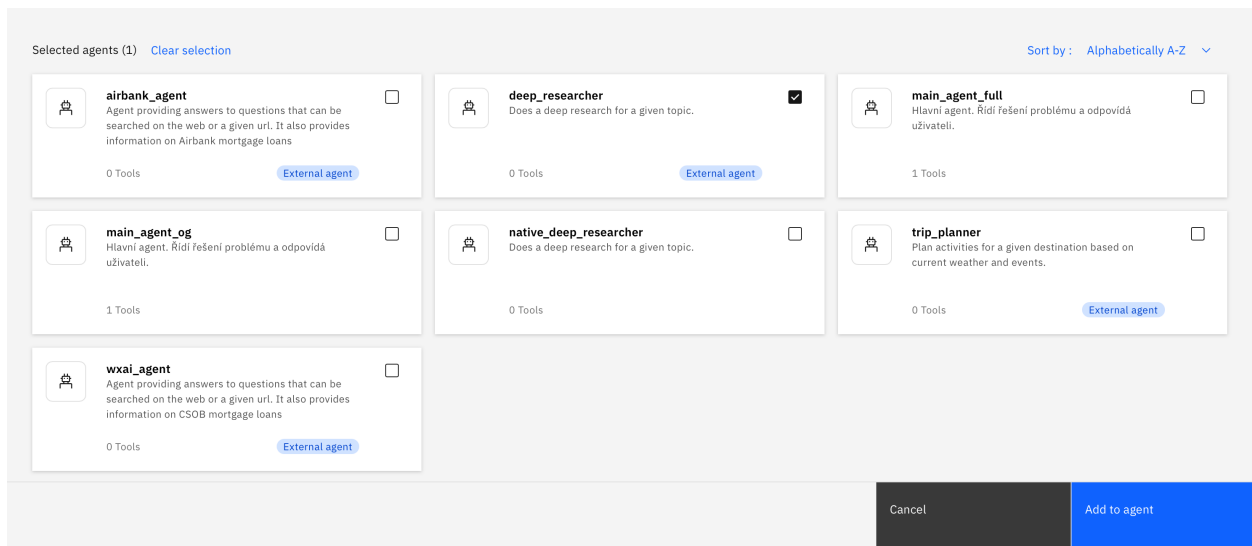 Selected agents (1) Clear selection
Sort by : Alphabetically A-Z
airbank_agent
Agent providing answers to questions that can be
searched on the web or a given url. It also provides
information on Airbank mortgage loans
0 Tools
External agent
deep_researcher
Does a deep research for a given topic.
0 Tools
External agent
main_agent_full
Hlavní agent. Řídí řešení problému a odpovídá
uživateli.
1 Tools
main_agent_og
Hlavní agent. Řídí řešení problému a odpovídá
uživateli.
1 Tools
native_deep_researcher
Does a deep research for a given topic.
0 Tools
trip_planner
Plan activities for a given destination based on
current weather and events.
0 Tools
External agent
wxai_agent
Agent providing answers to questions that can be
searched on the web or a given url. It also provides
information on CSOB mortgage loans
0 Tools
External agent
Cancel
Add to agent